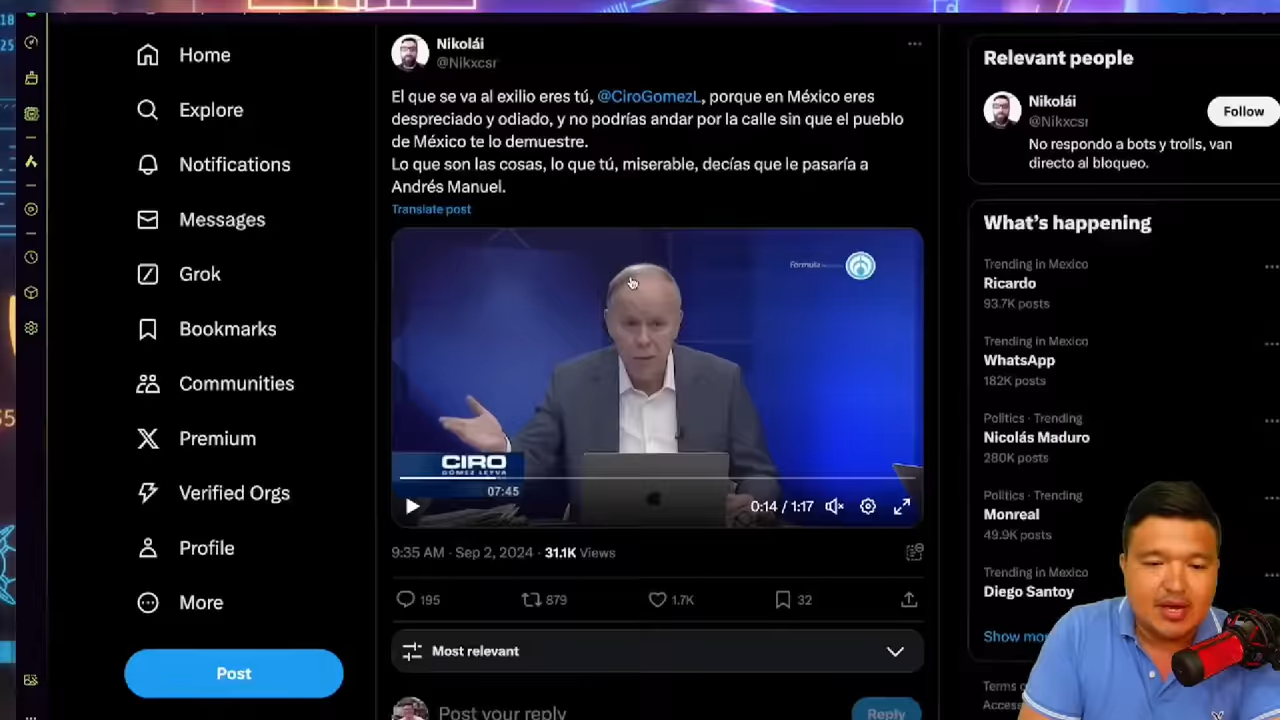 Home
Explore
Notifications
Messages
Grok
Bookmarks
Communities
Premium
Verified Orgs
Profile
More
Post
Nikolái
@Nikxcsr
El que se va al exilio eres tú, @CiroGomezL, porque en México eres
despreciado y odiado, y no podrías andar por la calle sin que el pueblo
de México te lo demuestre.
Lo que son las cosas, lo que tú, miserable, decías que le pasaría a
Andrés Manuel.
Translate post
Fórmula
CIRO
GÓMEZ LEYVA
07:45
0:14 / 1:17
9:35 AM · Sep 2, 2024 · 31.1K Views
195
879
1.7K
32
Most relevant
Post your reply
Reply
Relevant people
Nikolái
@Nikxcsr
Follow
No respondo a bots y trolls, van
directo al bloqueo.
What's happening
Trending in Mexico
Ricardo
93.7K posts
Trending in Mexico
WhatsApp
182K posts
Politics · Trending
Nicolás Maduro
280K posts
Politics · Trending
Monreal
49.9K posts
Trending in Mexico
Diego Santoy
Show mo
Terms
Access